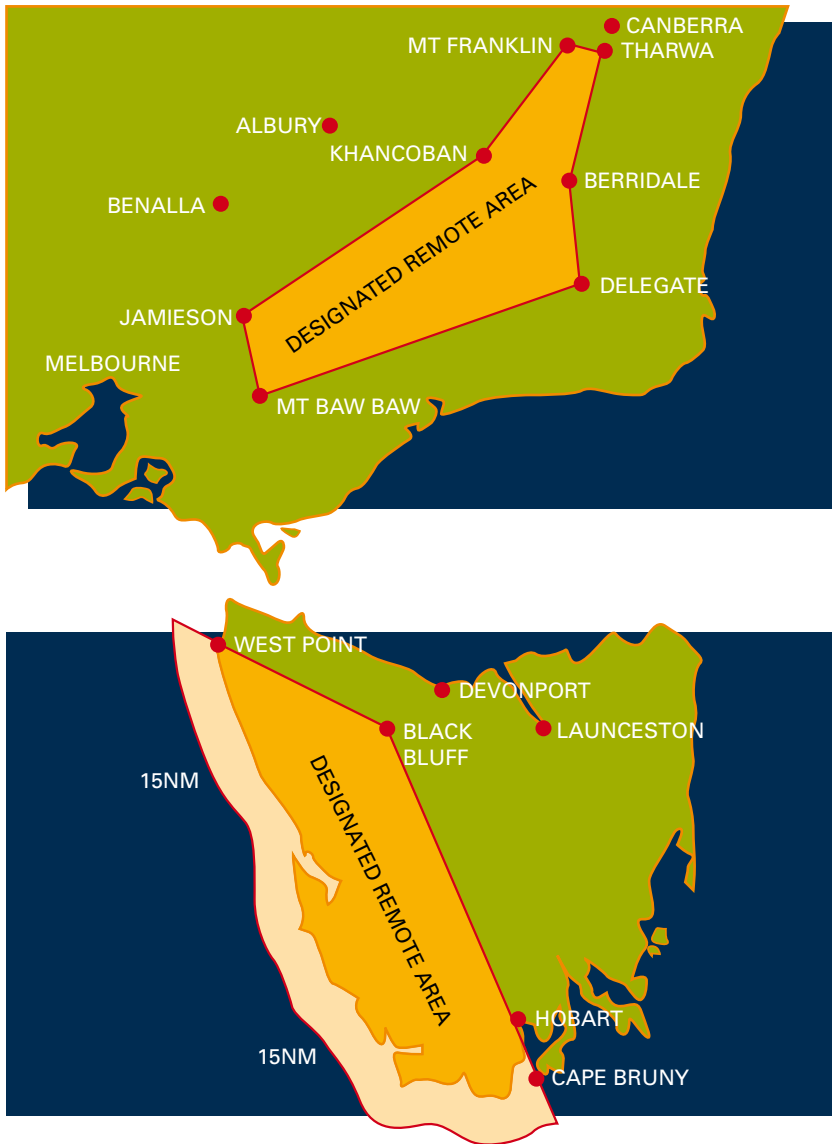 CANBERRA
MT FRANKLIN
THARWA
ALBURY
KHANCOBAN
BERRIDALE
BENALLA
DESIGNATED REMOTE AREA
DELEGATE
JAMIESON
MELBOURNE
MT BAW BAW
WEST POINT
DEVONPORT
BLACK
BLUFF
LAUNCESTON
15NM
DESIGNATED REMOTE AREA
HOBART
15NM
CAPE BRUNY